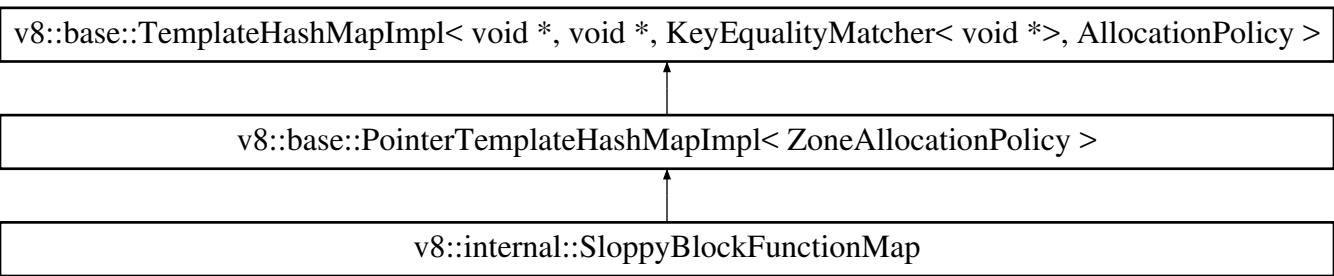 v8::base::TemplateHashMapImpl< void *, void *, KeyEqualityMatcher< void *>, AllocationPolicy >
v8::base::PointerTemplateHashMapImpl< ZoneAllocationPolicy >
v8::internal::SloppyBlockFunctionMap